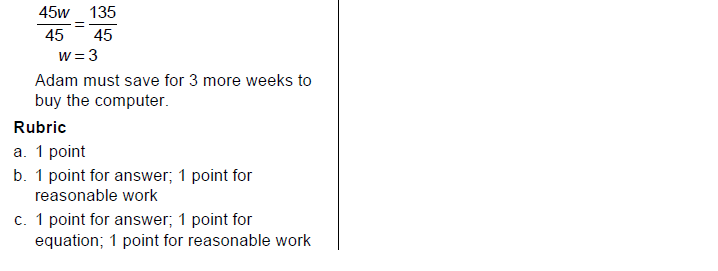 45w/45 = 135/45
w = 3
Adam must save for 3 more weeks to
buy the computer.
Rubric
a. 1 point
b. 1 point for answer; 1 point for
reasonable work
c. 1 point for answer; 1 point for
equation; 1 point for reasonable work